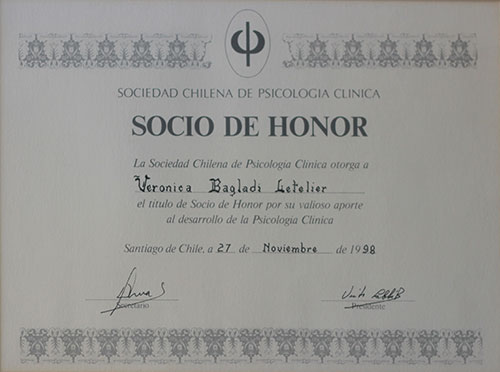 SOCIEDAD CHILENA DE PSICOLOGIA CLINICA
SOCIO DE HONOR
La Sociedad Chilena de Psicología Clínica otorga a
Veronica Bagladi Letelier
el título de Socio de Honor por su valioso aporte
al desarrollo de la Psicología Clínica
Santiago de Chile, a 27 de Noviembre de 1998
Secretario Presidente